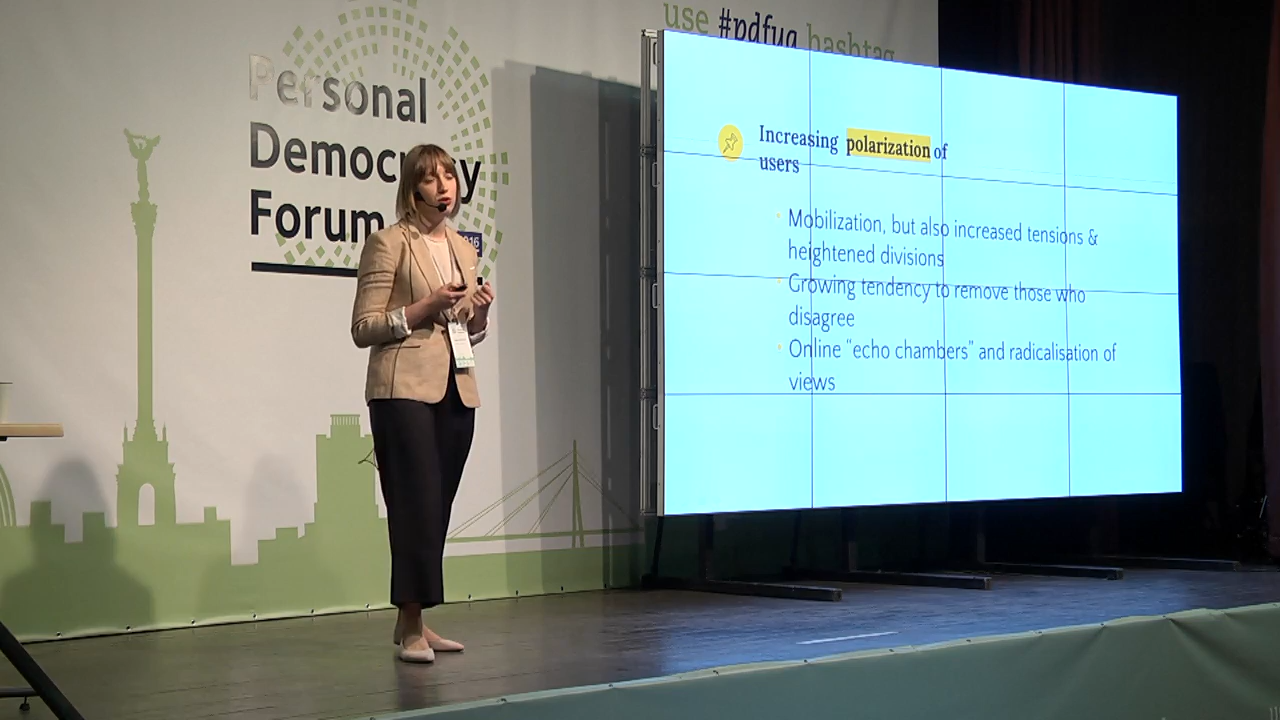 use #pdfua hashtag
Personal
Democracy
Forum
2016
Increasing polarization of
users
Mobilization, but also increased tensions &
heightened divisions
Growing tendency to remove those who
disagree
Online “echo chambers” and radicalisation of
views